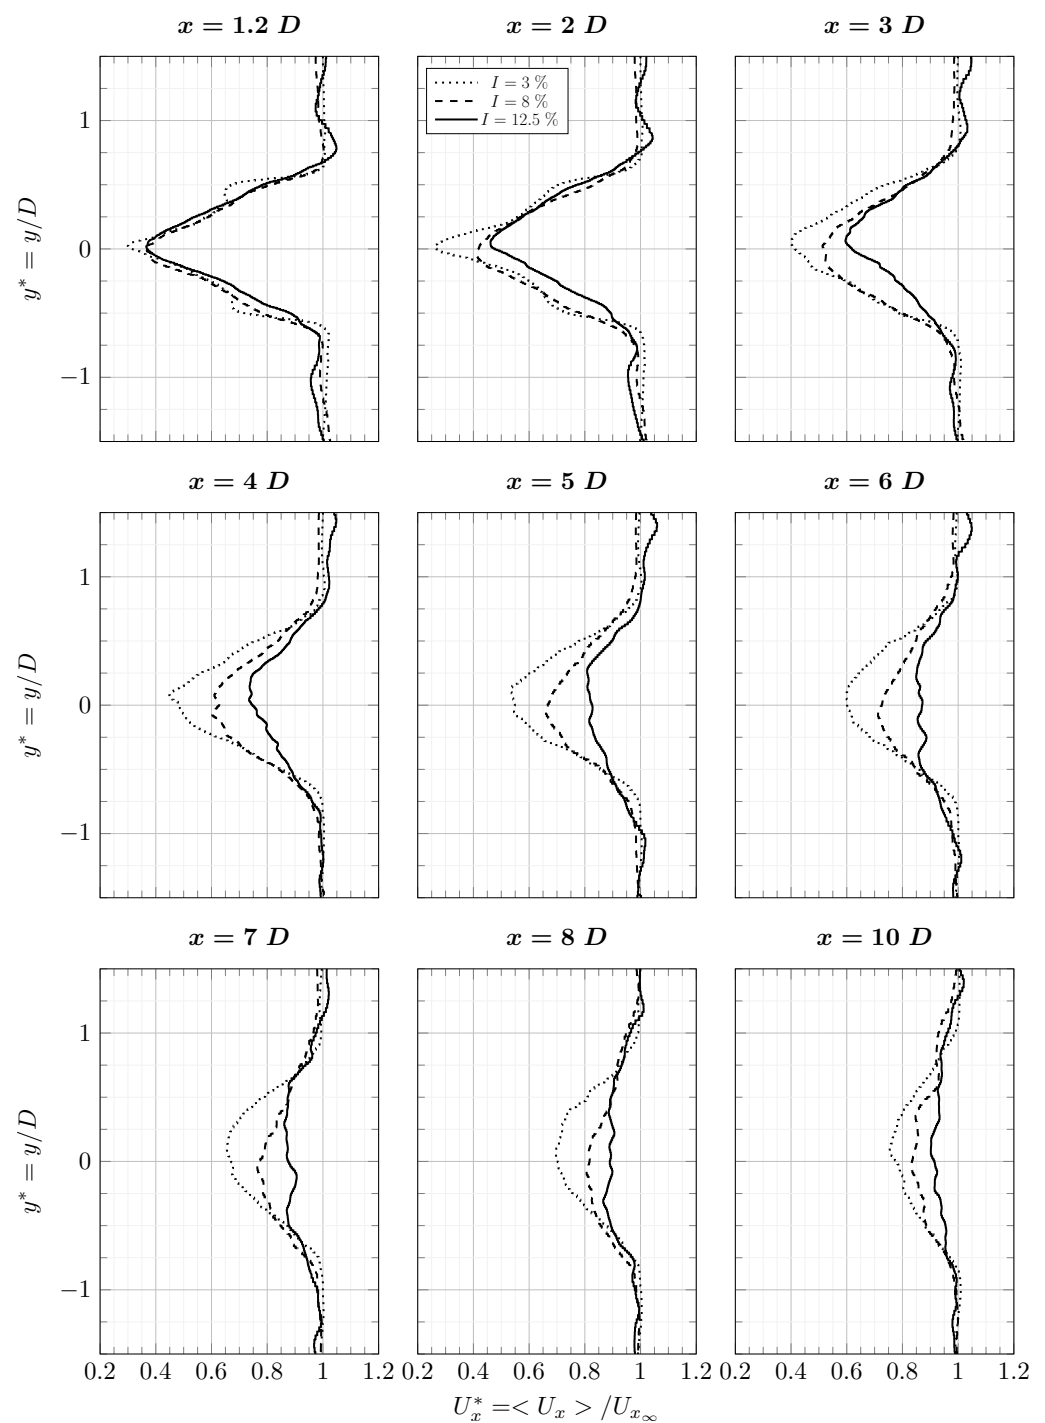 x = 1.2 D
x = 2 D
x = 3 D
I = 3 %
I = 8 %
I = 12.5 %
1
0
−1
y* = y/D
x = 4 D
x = 5 D
x = 6 D
1
0
−1
y* = y/D
x = 7 D
x = 8 D
x = 10 D
1
0
−1
y* = y/D
0.2 0.4 0.6 0.8 1 1.2 0.2 0.4 0.6 0.8 1 1.2 0.2 0.4 0.6 0.8 1 1.2
U*ₓ =< Uₓ > /Uₓ∞